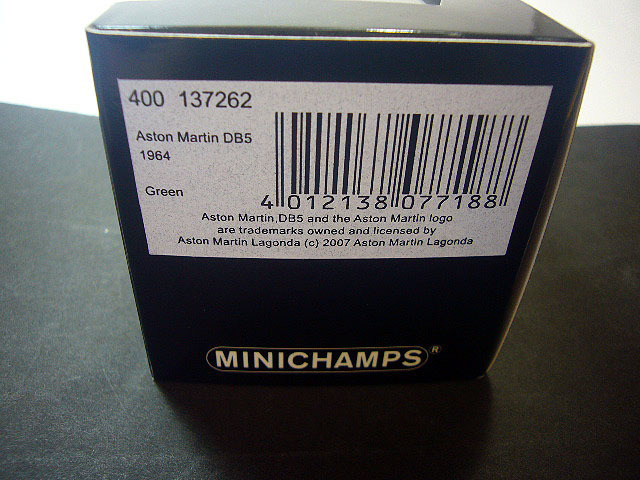 400 137262
Aston Martin DB5
1964
Green
4 012138 077188
Aston Martin,DB5 and the Aston Martin logo
are trademarks owned and licensed by
Aston Martin Lagonda (c) 2007 Aston Martin Lagonda
MINICHAMPS®